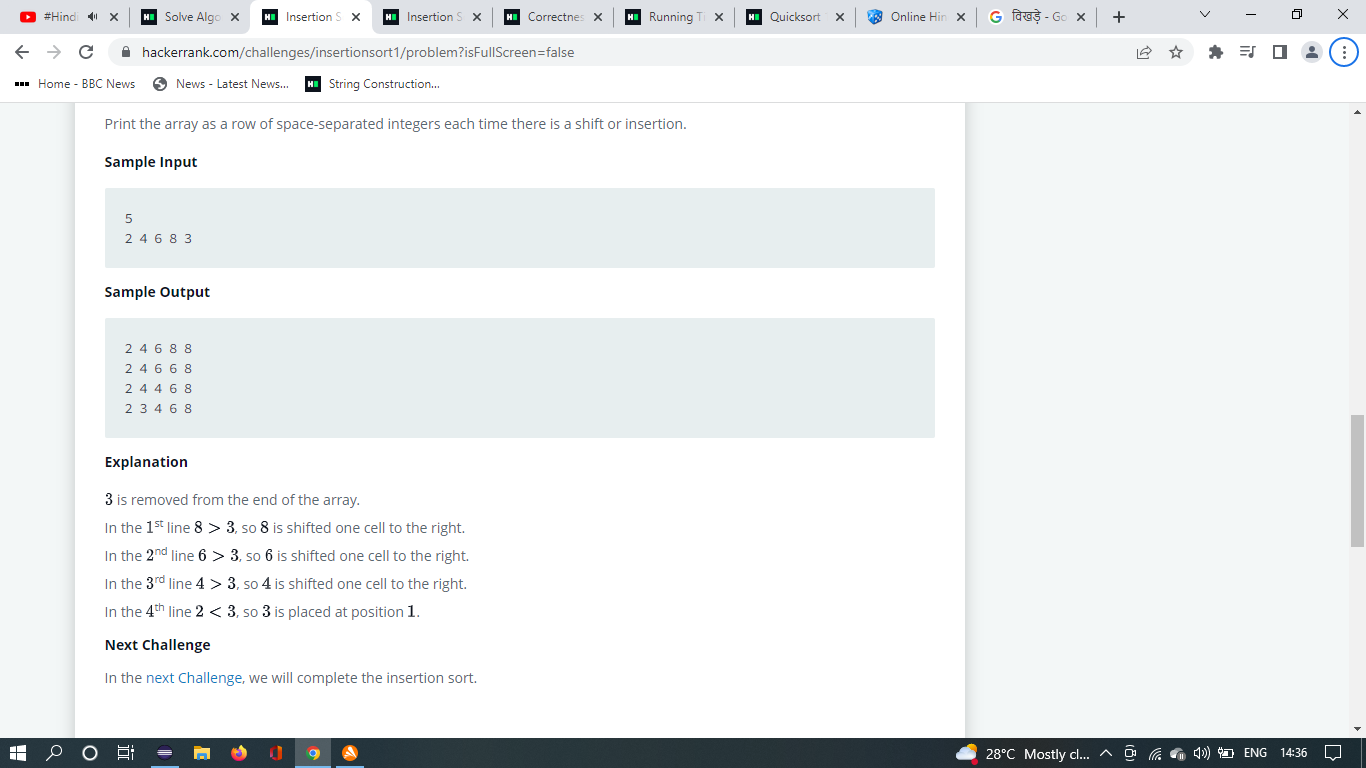 #Hindi
Solve Algo
Insertion S
Insertion S
Correctnes
Running Ti
Quicksort
Online Hin
विखड़े - Go
hackerrank.com/challenges/insertionsort1/problem?isFullScreen=false
Home - BBC News
News - Latest News...
String Construction...
Print the array as a row of space-separated integers each time there is a shift or insertion.
Sample Input
5
2 4 6 8 3
Sample Output
2 4 6 8 8
2 4 6 6 8
2 4 4 6 8
2 3 4 6 8
Explanation
3 is removed from the end of the array.
In the 1st line 8 > 3, so 8 is shifted one cell to the right.
In the 2nd line 6 > 3, so 6 is shifted one cell to the right.
In the 3rd line 4 > 3, so 4 is shifted one cell to the right.
In the 4th line 2 < 3, so 3 is placed at position 1.
Next Challenge
In the next Challenge, we will complete the insertion sort.
28°C Mostly cl...
ENG
14:36